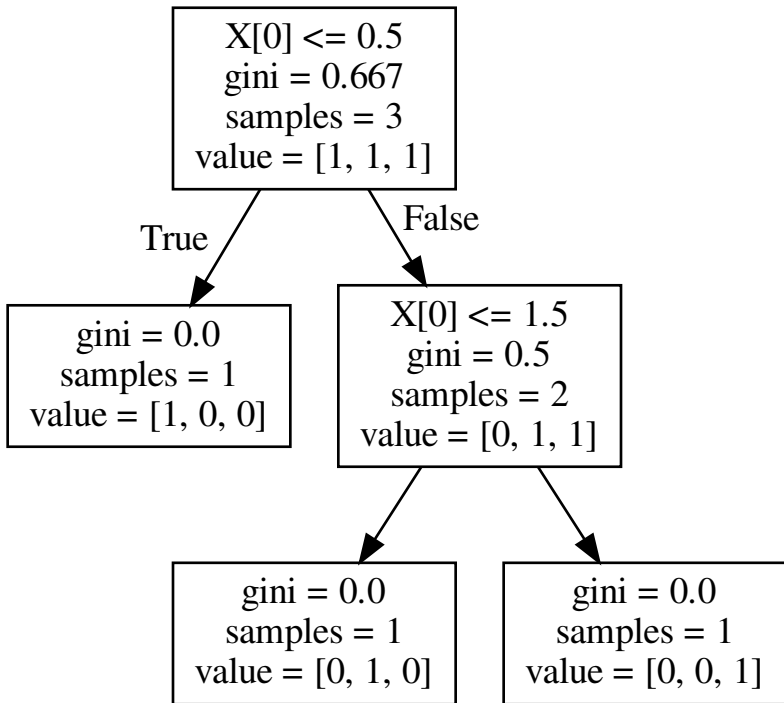 X[0] <= 0.5
gini = 0.667
samples = 3
value = [1, 1, 1]
True
False
gini = 0.0
samples = 1
value = [1, 0, 0]
X[0] <= 1.5
gini = 0.5
samples = 2
value = [0, 1, 1]
gini = 0.0
samples = 1
value = [0, 1, 0]
gini = 0.0
samples = 1
value = [0, 0, 1]